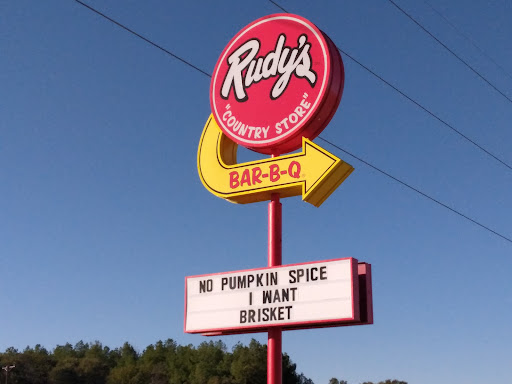 Rudy's
"COUNTRY STORE"
BAR-B-Q
NO PUMPKIN SPICE
I WANT
BRISKET